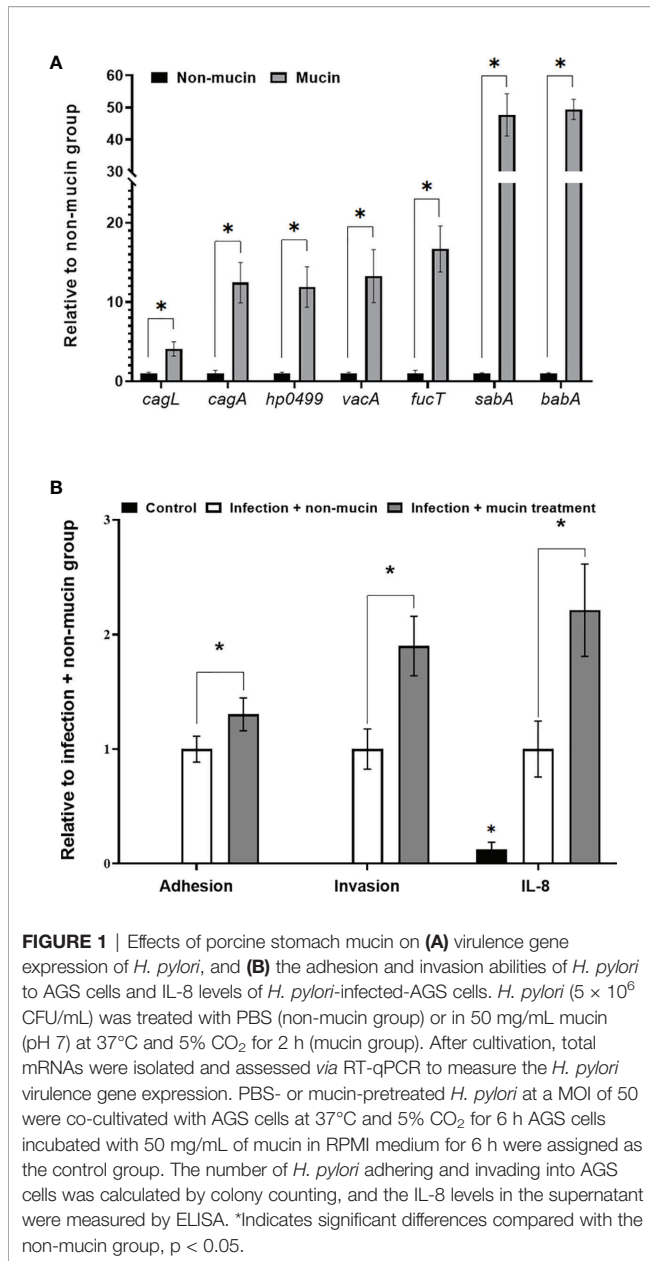 A
Non-mucin Mucin
Relative to non-mucin group
60
50
40
30
20
10
0
cagL cagA hp0499 vacA fucT sabA babA
* * * * * * *
B
Control Infection + non-mucin Infection + mucin treatment
Relative to infection + non-mucin group
3
2
1
0
* * * *
Adhesion Invasion IL-8
FIGURE 1 | Effects of porcine stomach mucin on (A) virulence gene
expression of H. pylori, and (B) the adhesion and invasion abilities of H. pylori
to AGS cells and IL-8 levels of H. pylori-infected-AGS cells. H. pylori (5 × 10⁶
CFU/mL) was treated with PBS (non-mucin group) or in 50 mg/mL mucin
(pH 7) at 37°C and 5% CO₂ for 2 h (mucin group). After cultivation, total
mRNAs were isolated and assessed via RT-qPCR to measure the H. pylori
virulence gene expression. PBS- or mucin-pretreated H. pylori at a MOI of 50
were co-cultivated with AGS cells at 37°C and 5% CO₂ for 6 h AGS cells
incubated with 50 mg/mL of mucin in RPMI medium for 6 h were assigned as
the control group. The number of H. pylori adhering and invading into AGS
cells was calculated by colony counting, and the IL-8 levels in the supernatant
were measured by ELISA. *Indicates significant differences compared with the
non-mucin group, p < 0.05.